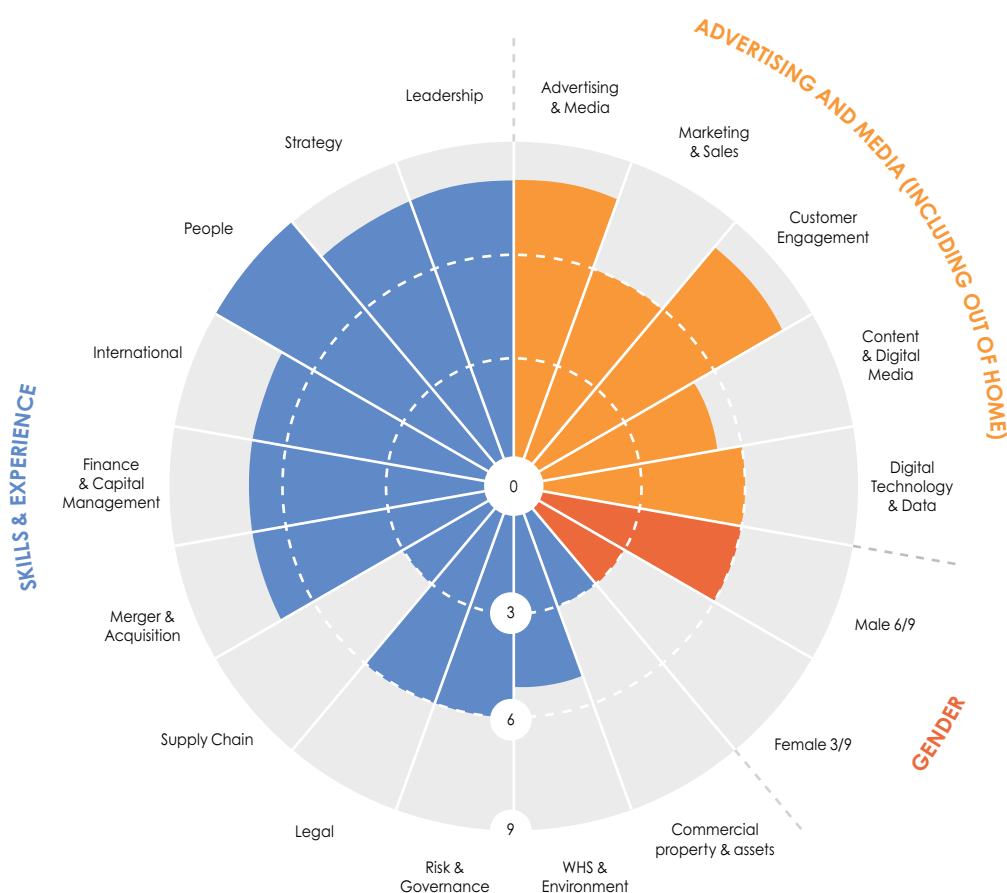 ADVERTISING AND MEDIA (INCLUDING OUT OF HOME)
Advertising
& Media
Marketing
& Sales
Customer
Engagement
Content
& Digital
Media
Digital
Technology
& Data
Male 6/9
GENDER
Female 3/9
Commercial
property & assets
WHS &
Environment
Risk &
Governance
Legal
Supply Chain
Merger &
Acquisition
Finance
& Capital
Management
International
People
Strategy
Leadership
SKILLS & EXPERIENCE
0
3
6
9